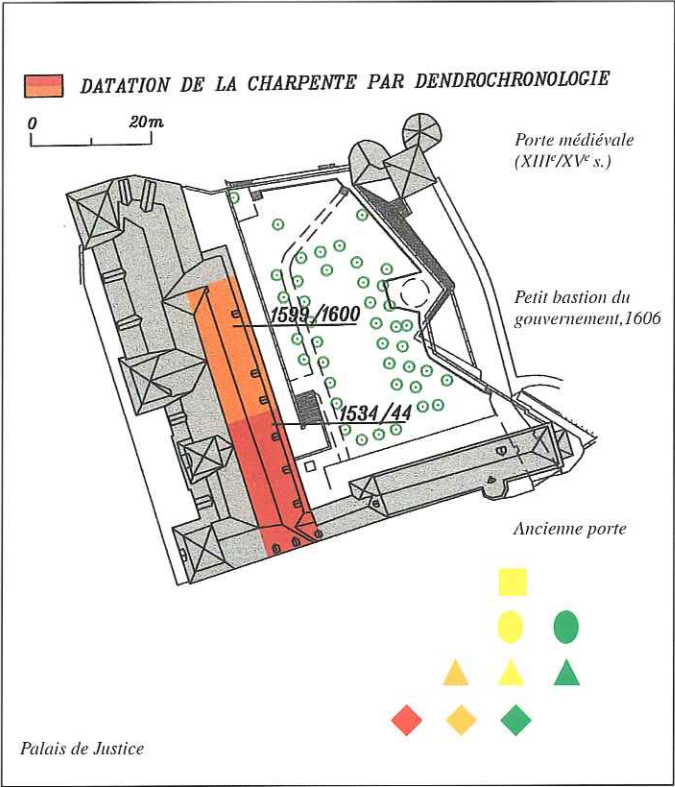 DATATION DE LA CHARPENTE PAR DENDROCHRONOLOGIE
0 20m
Porte médiévale
(XIIIe/XVe s.)
Petit bastion du
gouvernement,1606
1599/1600
1534/44
Ancienne porte
Palais de Justice